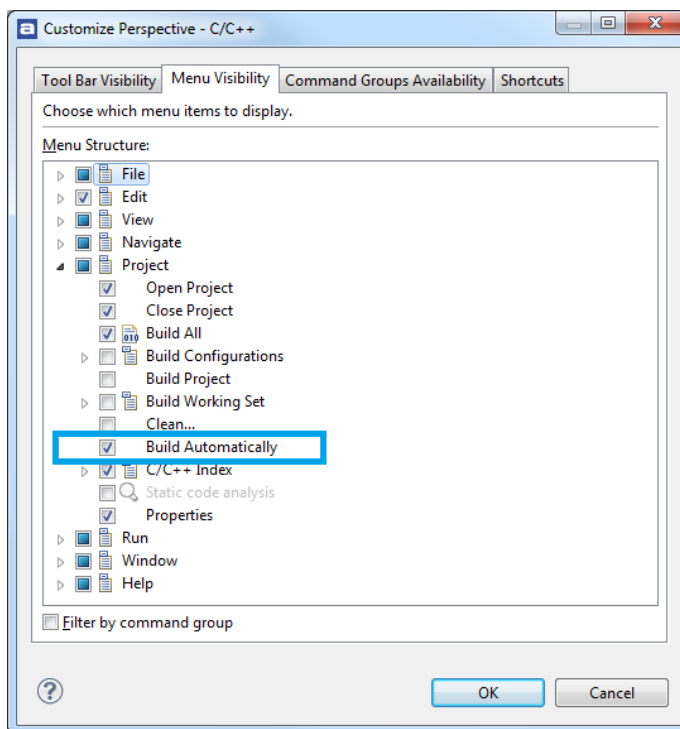 a Customize Perspective - C/C++
Tool Bar Visibility Menu Visibility Command Groups Availability Shortcuts
Choose which menu items to display.
Menu Structure:
File
Edit
View
Navigate
Project
Open Project
Close Project
010 Build All
Build Configurations
Build Project
Build Working Set
Clean...
Build Automatically
C/C++ Index
Static code analysis
Properties
Run
Window
Help
Filter by command group
? OK Cancel